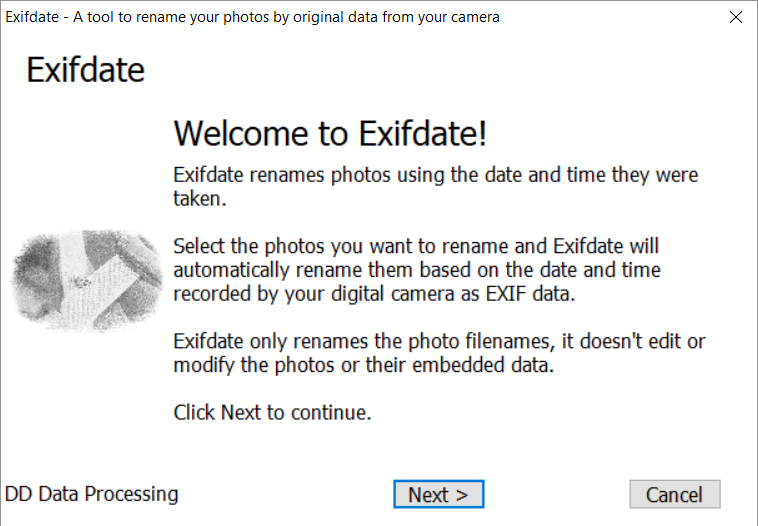 Exifdate - A tool to rename your photos by original data from your camera
Exifdate
Welcome to Exifdate!
Exifdate renames photos using the date and time they were
taken.
Select the photos you want to rename and Exifdate will
automatically rename them based on the date and time
recorded by your digital camera as EXIF data.
Exifdate only renames the photo filenames, it doesn't edit or
modify the photos or their embedded data.
Click Next to continue.
DD Data Processing
Next >
Cancel